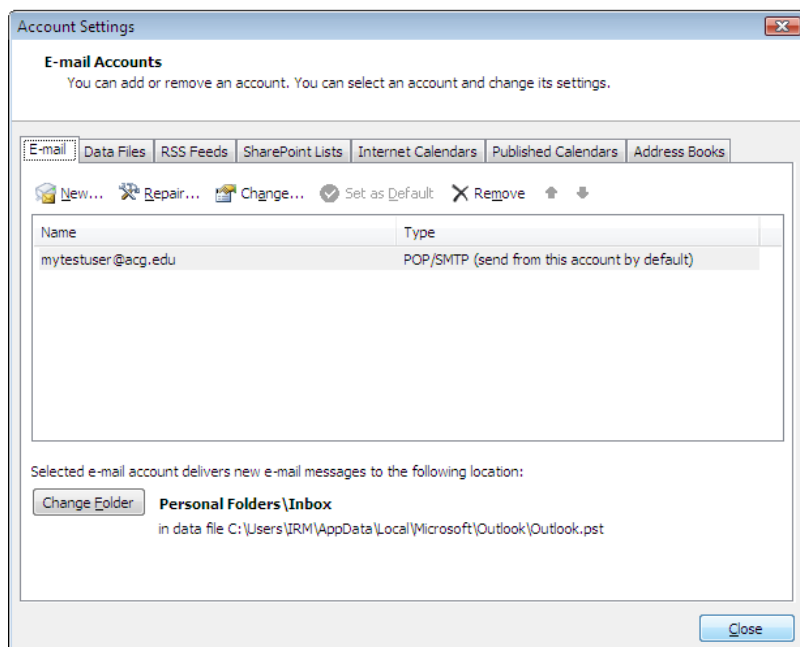 Account Settings
E-mail Accounts
You can add or remove an account. You can select an account and change its settings.
E-mail Data Files RSS Feeds SharePoint Lists Internet Calendars Published Calendars Address Books
New... Repair... Change... Set as Default Remove
Name Type
mytestuser@acg.edu POP/SMTP (send from this account by default)
Selected e-mail account delivers new e-mail messages to the following location:
Change Folder Personal Folders\Inbox
in data file C:\Users\IRM\AppData\Local\Microsoft\Outlook\Outlook.pst
Close